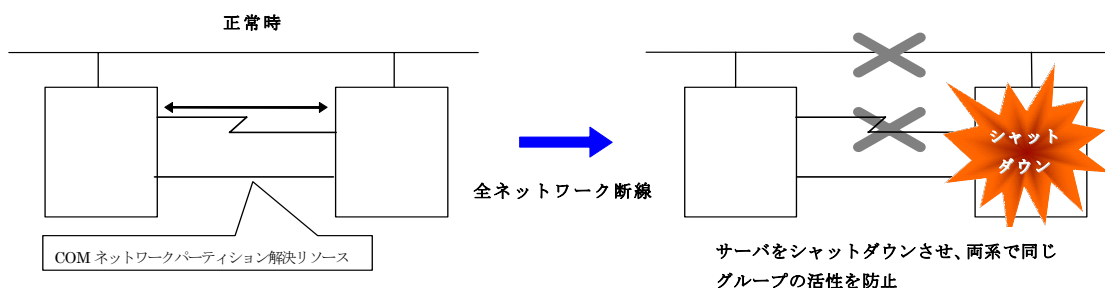 正常時
シャット
ダウン
全ネットワーク断線
COM ネットワークパーティション解決リソース
サーバをシャットダウンさせ、両系で同じ
グループの活性を防止